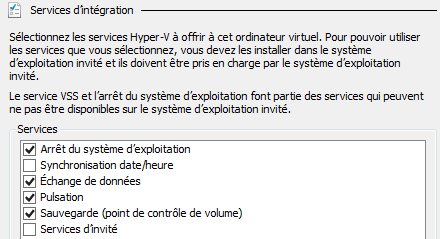 Services d'intégration
Sélectionnez les services Hyper-V à offrir à cet ordinateur virtuel. Pour pouvoir utiliser
les services que vous sélectionnez, vous devez les installer dans le système
d'exploitation invité et ils doivent être pris en charge par le système d'exploitation
invité.
Le service VSS et l'arrêt du système d'exploitation font partie des services qui peuvent
ne pas être disponibles sur le système d'exploitation invité.
Services
Arrêt du système d'exploitation
Synchronisation date/heure
Échange de données
Pulsation
Sauvegarde (point de contrôle de volume)
Services d'invité